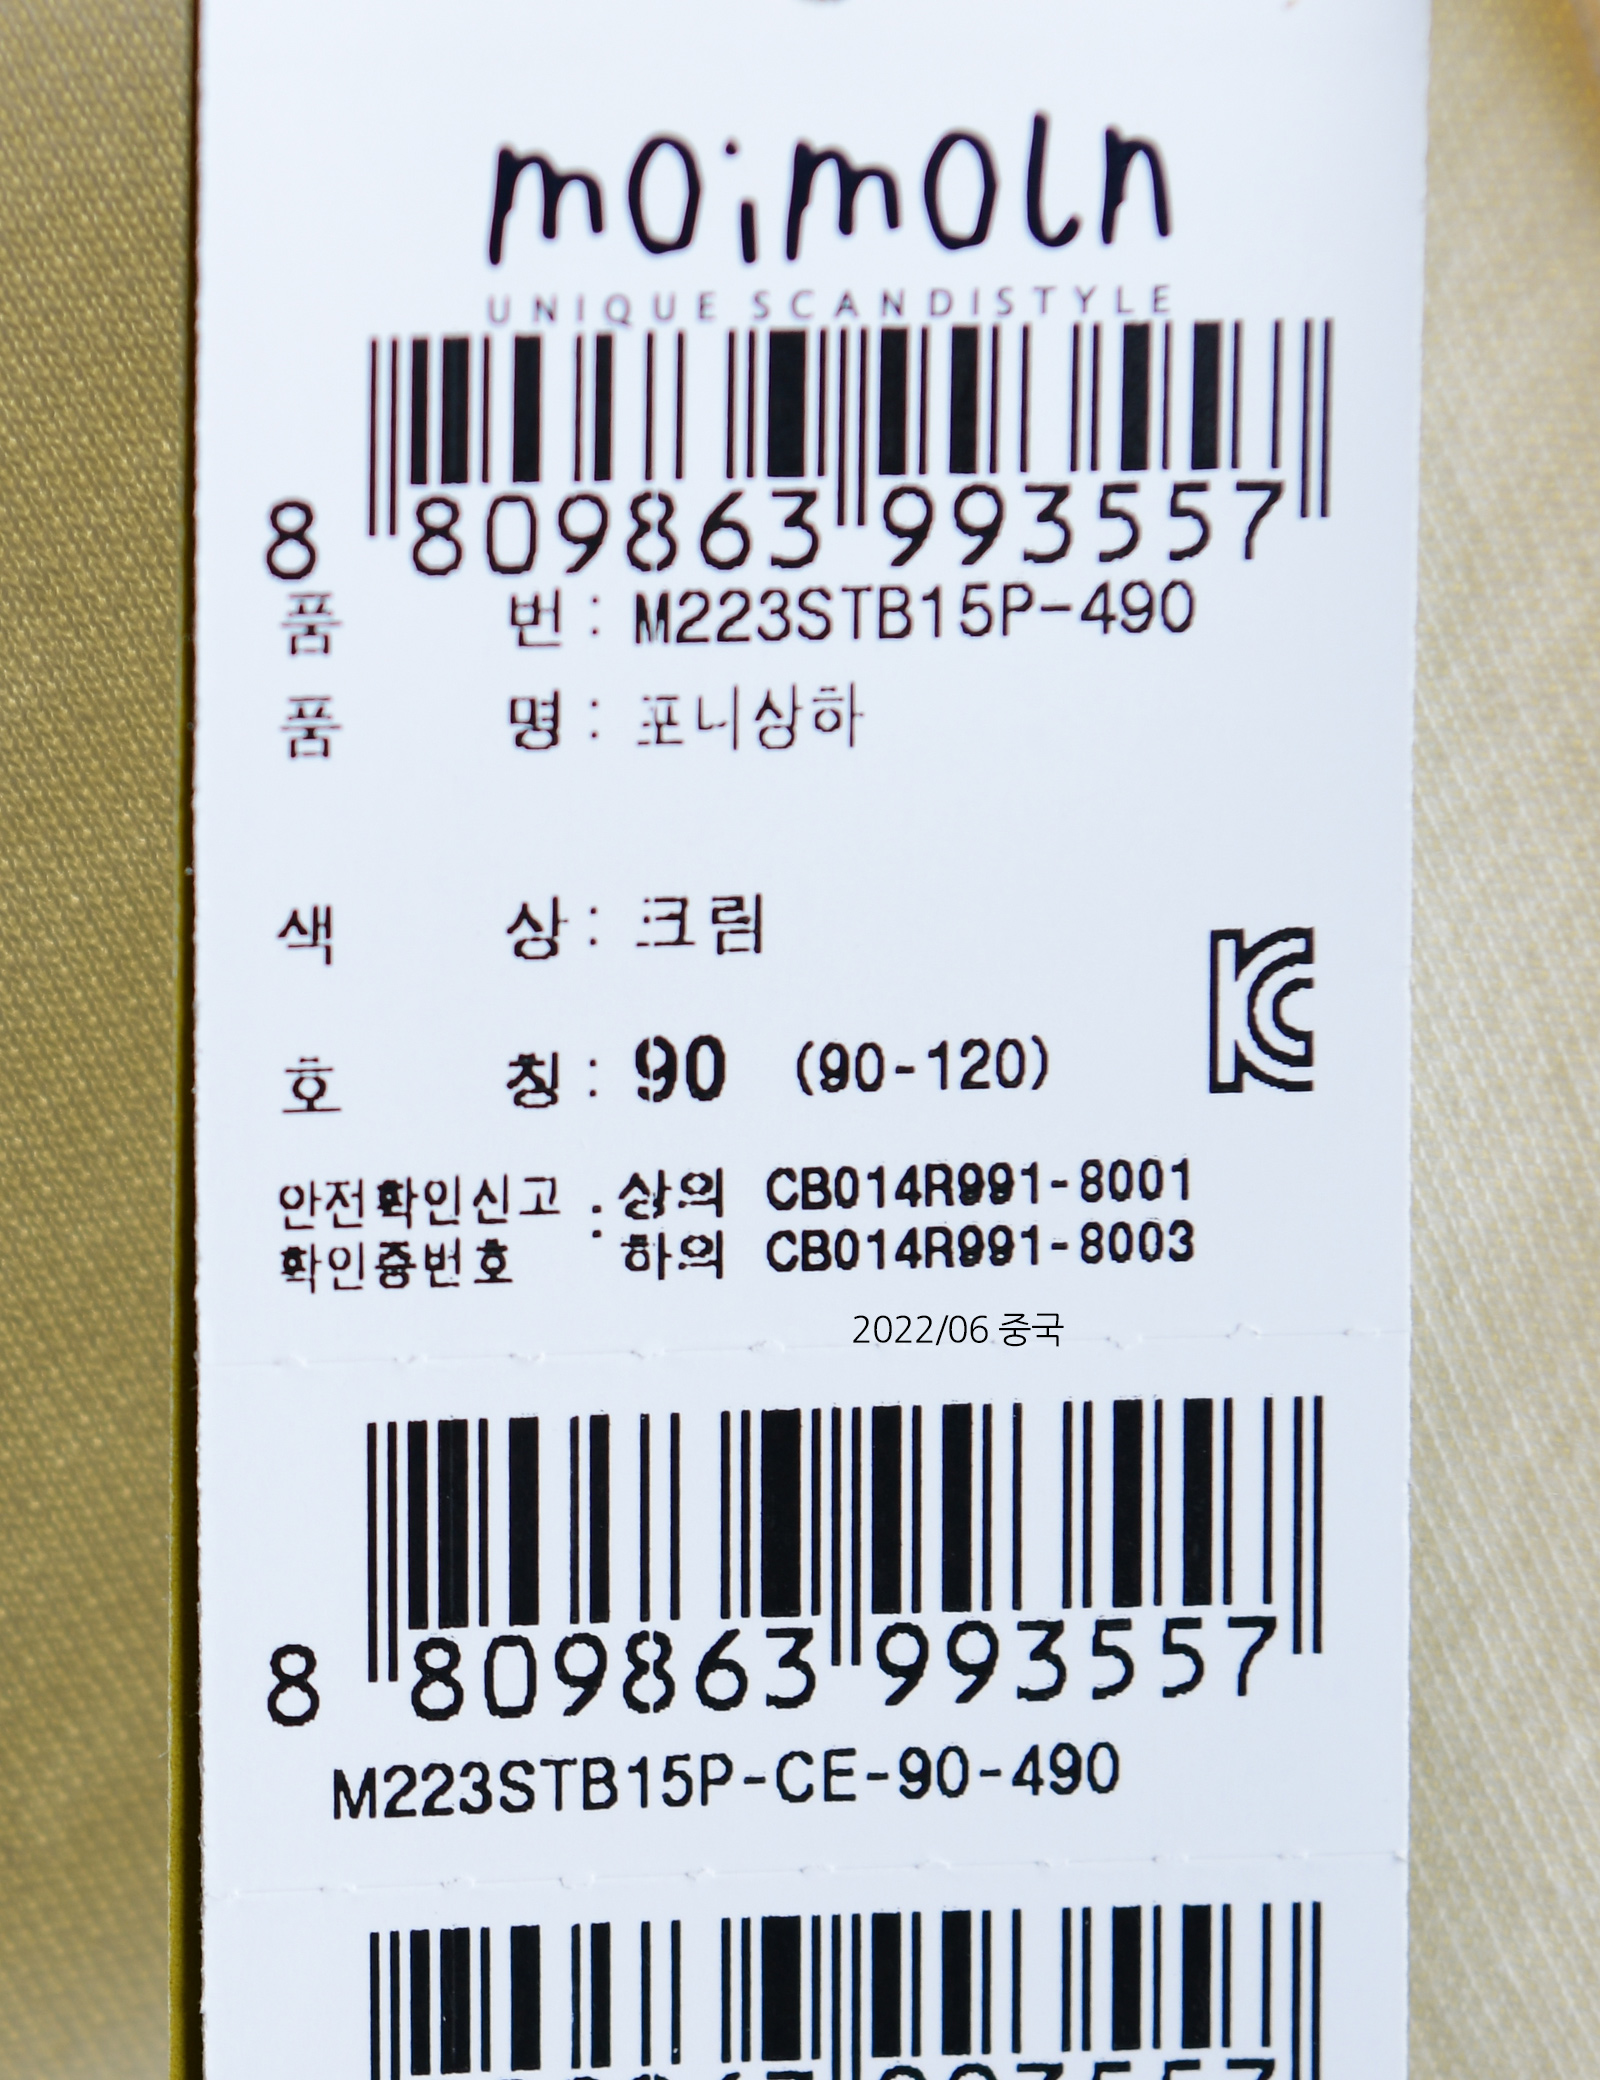 moimoln
UNIQUE SCANDISTYLE
8 809863 993557
품 번 : M223STB15P-490
품 명 : 포니상하
색 상 : 크림
호 칭 : 90 (90-120)
안전확인신고 : 상의 CB014R991-8001
확인증번호 하의 CB014R991-8003
2022/06 중국
8 809863 993557
M223STB15P-CE-90-490